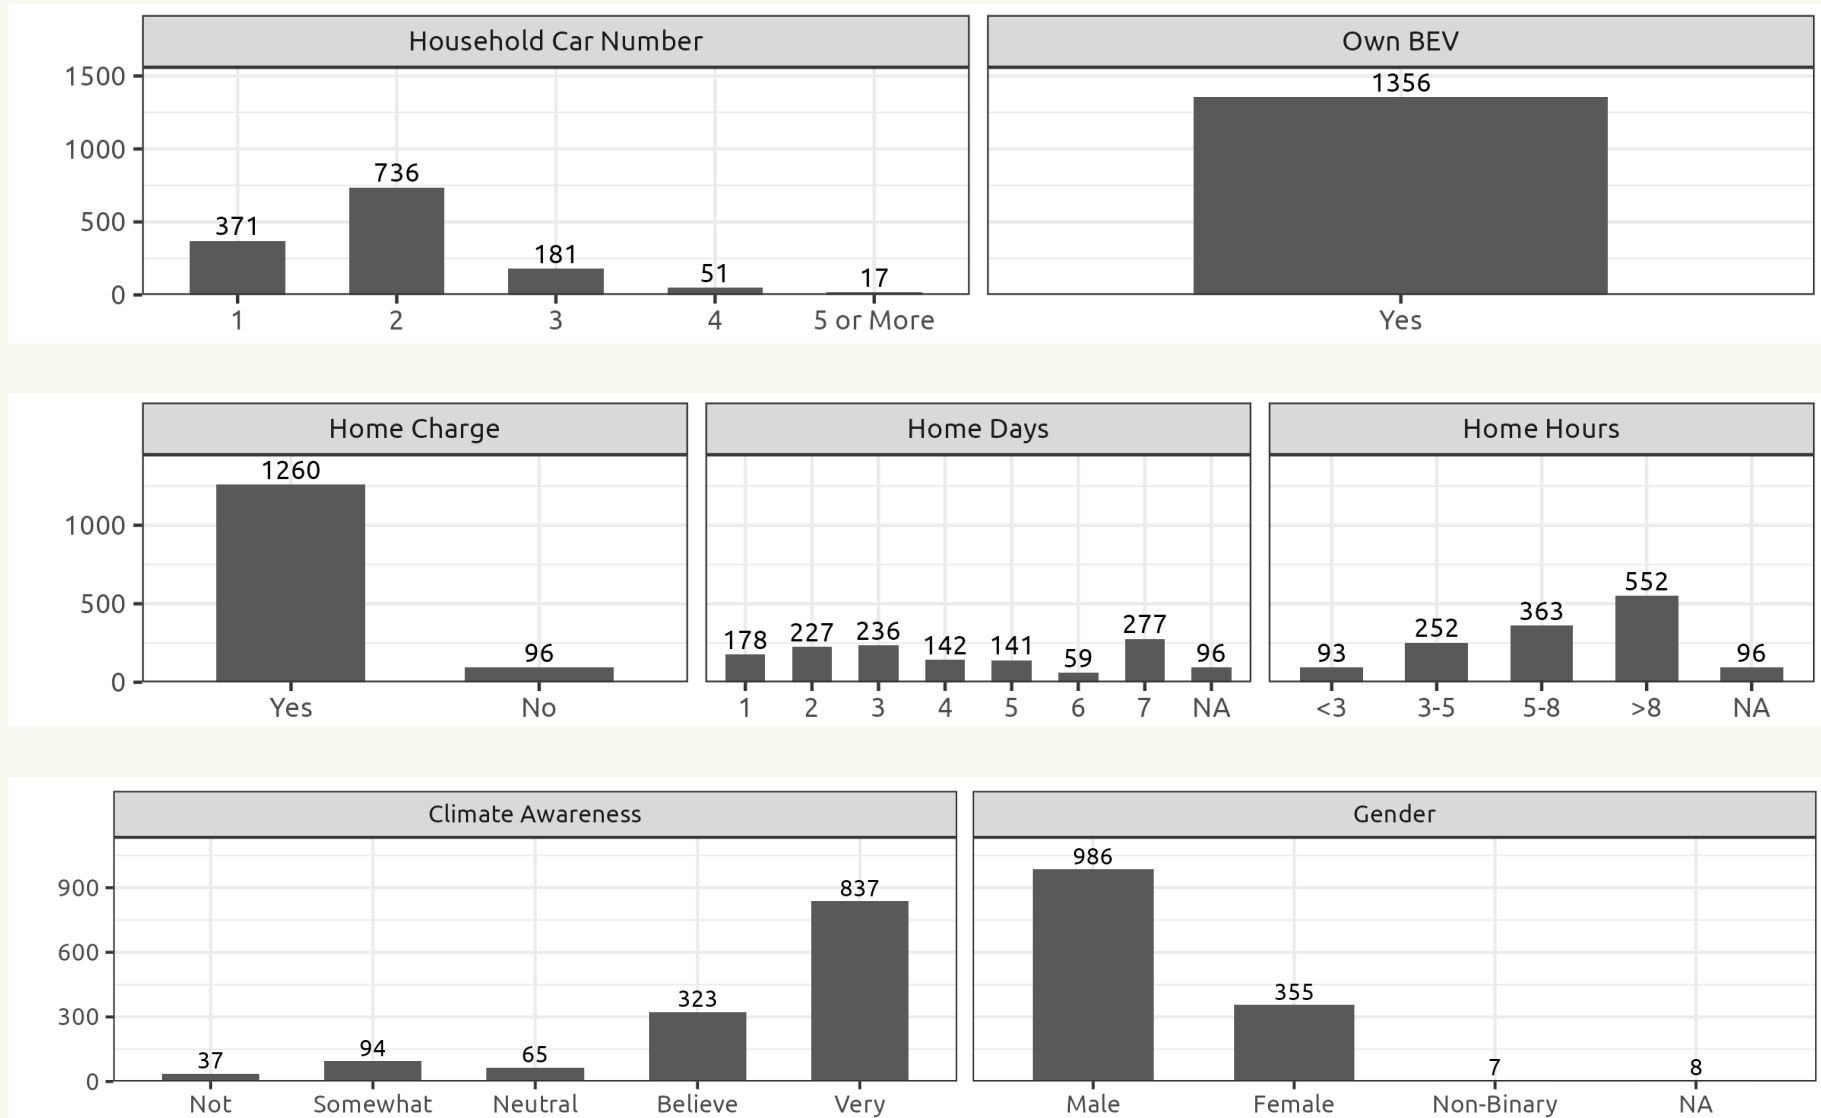 Household Car Number
Own BEV
1500
1000
500
0
371
736
181
51
17
1356
1
2
3
4
5 or More
Yes
Home Charge
Home Days
Home Hours
1000
500
0
1260
96
178
227
236
142
141
59
277
96
93
252
363
552
96
Yes
No
1
2
3
4
5
6
7
NA
<3
3-5
5-8
>8
NA
Climate Awareness
Gender
900
600
300
0
37
94
65
323
837
986
355
7
8
Not
Somewhat
Neutral
Believe
Very
Male
Female
Non-Binary
NA